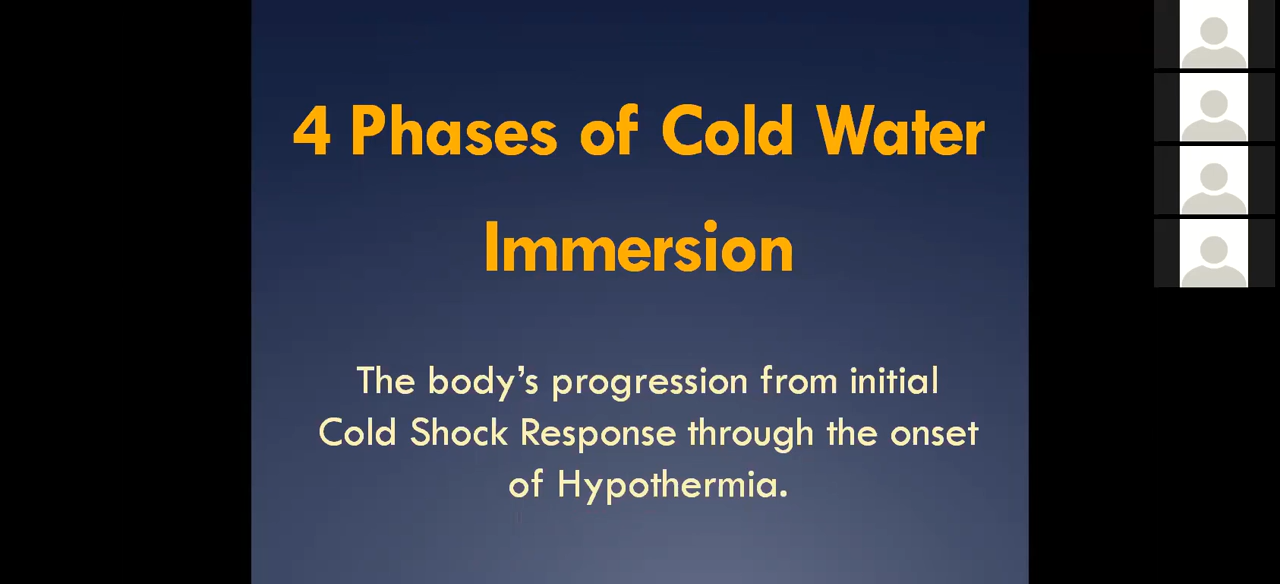 4 Phases of Cold Water
Immersion
The body’s progression from initial
Cold Shock Response through the onset
of Hypothermia.